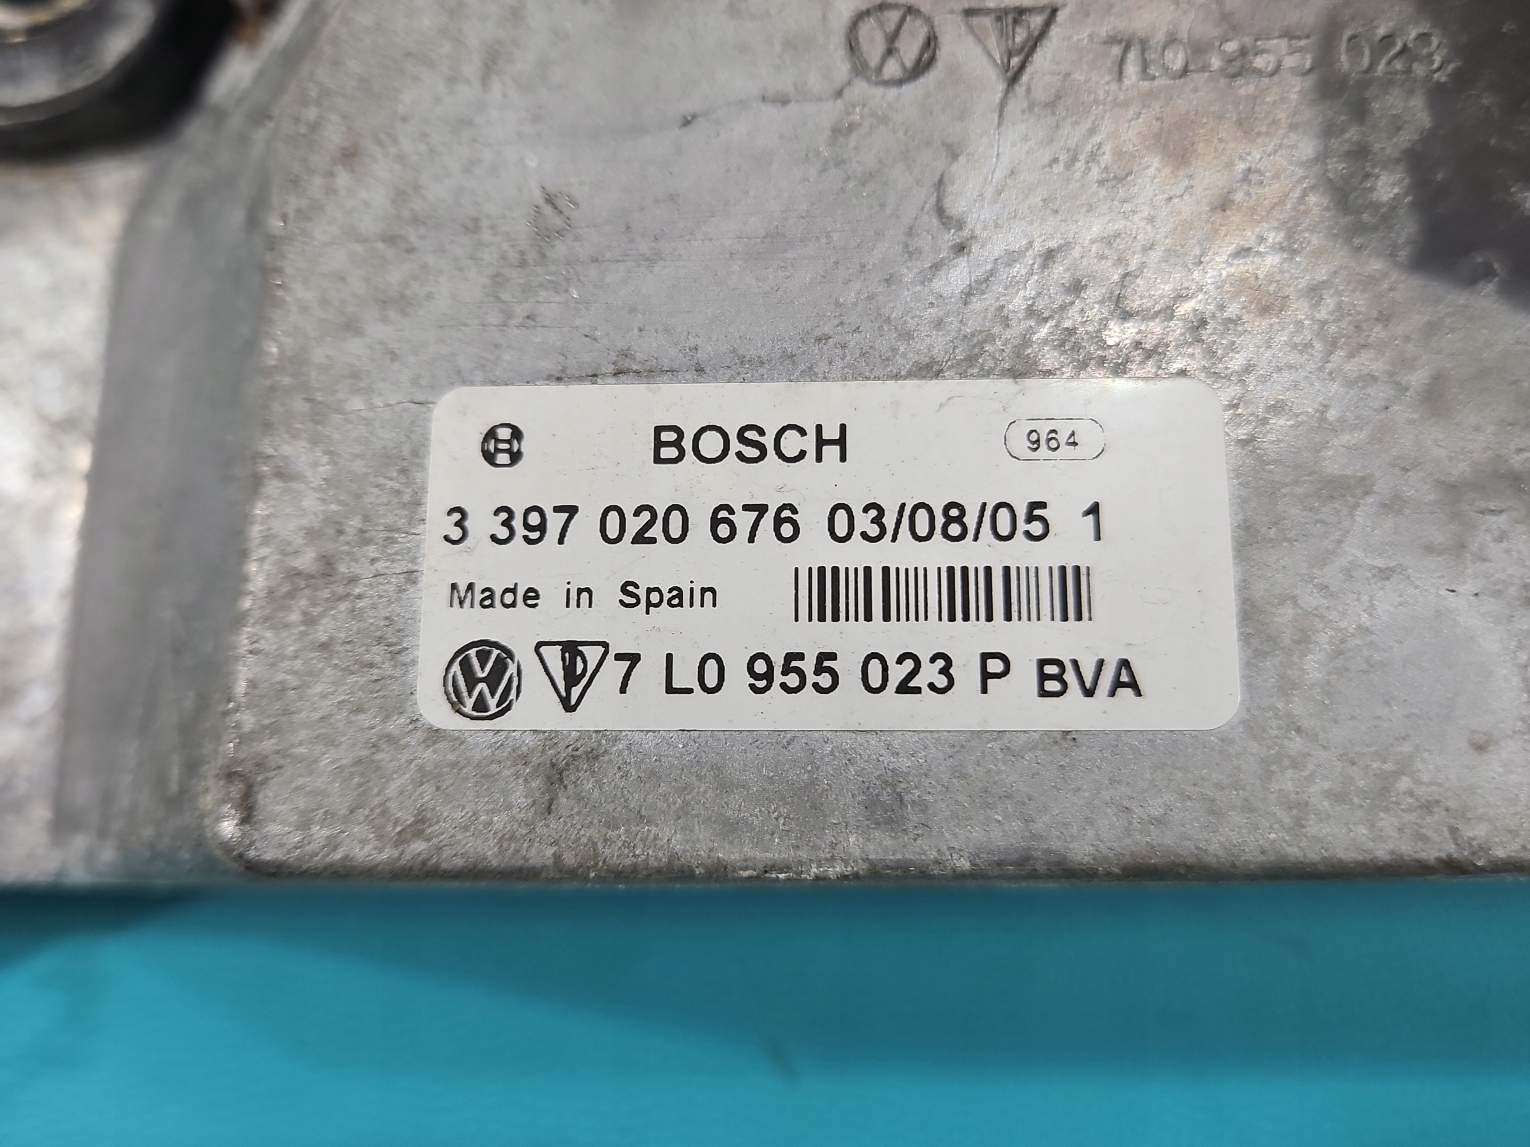 7L0 955 023
BOSCH 964
3 397 020 676 03/08/05 1
Made in Spain
7 L0 955 023 P BVA